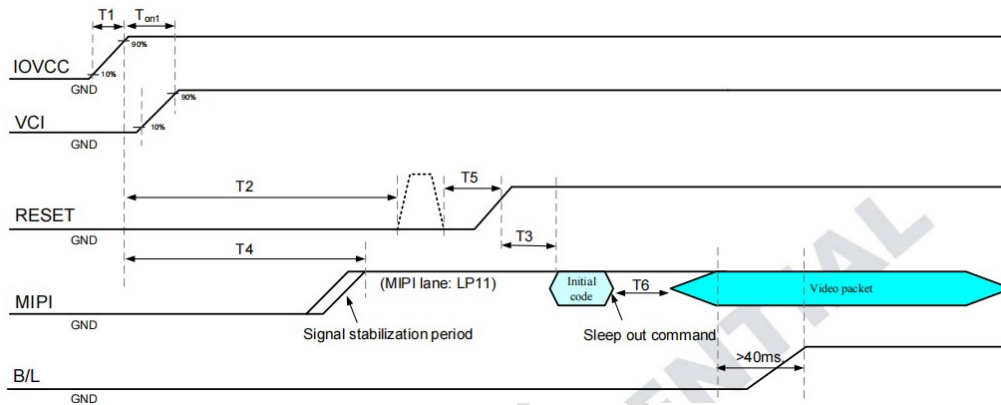 T1 Ton1
90%
IOVCC
10%
GND
90%
VCI
10%
GND
T2 T5
RESET
GND
T4 T3
(MIPI lane: LP11) Initial code T6 Video packet
MIPI
GND
Signal stabilization period Sleep out command
>40ms.
B/L
GND
ENTIAL